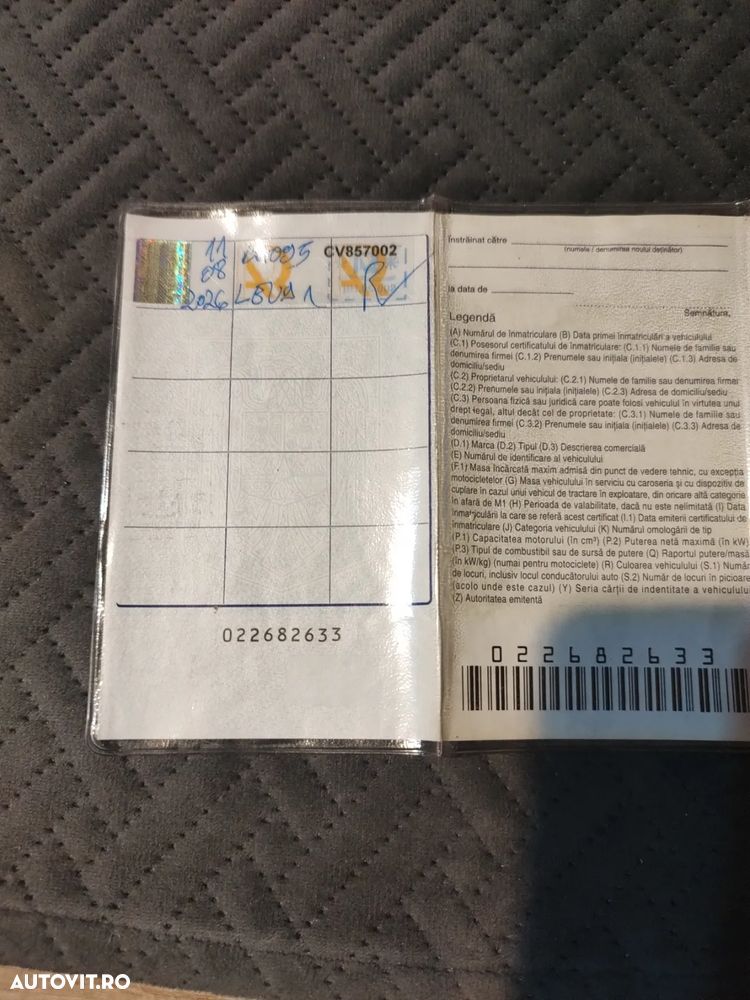 11
08
2026
CV857002
022682633
înstrăinat către
(numele / denumirea noului deținător)
la data de
Semnătura,
Legendă
(A) Numărul de înmatriculare (B) Data primei înmatriculări a vehiculului
(C.1) Posesorul certificatului de înmatriculare: (C.1.1) Numele de familie sau
denumirea firmei (C.1.2) Prenumele sau inițiala (inițialele) (C.1.3) Adresa de
domiciliu/sediu
(C.2) Proprietarul vehiculului: (C.2.1) Numele de familie sau denumirea firmei
(C.2.2) Prenumele sau inițiala (inițialele) (C.2.3) Adresa de domiciliu/sediu
(C.3) Persoana fizică sau juridică care poate folosi vehiculul în virtutea unui
drept legal, altul decât cel de proprietate: (C.3.1) Numele de familie sau
denumirea firmei (C.3.2) Prenumele sau inițiala (inițialele) (C.3.3) Adresa de
domiciliu/sediu
(D.1) Marca (D.2) Tipul (D.3) Descrierea comercială
(E) Numărul de identificare al vehiculului
(F.1) Masa încărcată maxim admisă din punct de vedere tehnic, cu excepția
motocicletelor (G) Masa vehiculului în serviciu cu caroseria și cu dispozitiv de
cuplare în cazul unui vehicul de tractare în exploatare, din oricare altă categorie
în afară de M1 (H) Perioada de valabilitate, dacă nu este nelimitată (I) Data
înmatriculării la care se referă acest certificat (I.1) Data emiterii certificatului de
înmatriculare (J) Categoria vehiculului (K) Numărul omologării de tip
(P.1) Capacitatea motorului (în cm³) (P.2) Puterea netă maximă (în kW)
(P.3) Tipul de combustibil sau de sursă de putere (Q) Raportul putere/masă
(în kW/kg) (numai pentru motociclete) (R) Culoarea vehiculului (S.1) Număr
de locuri, inclusiv locul conducătorului auto (S.2) Număr de locuri în picioare
(acolo unde este cazul) (Y) Seria cărții de indentitate a vehiculului
(Z) Autoritatea emitentă
022682633
AUTOVIT.RO